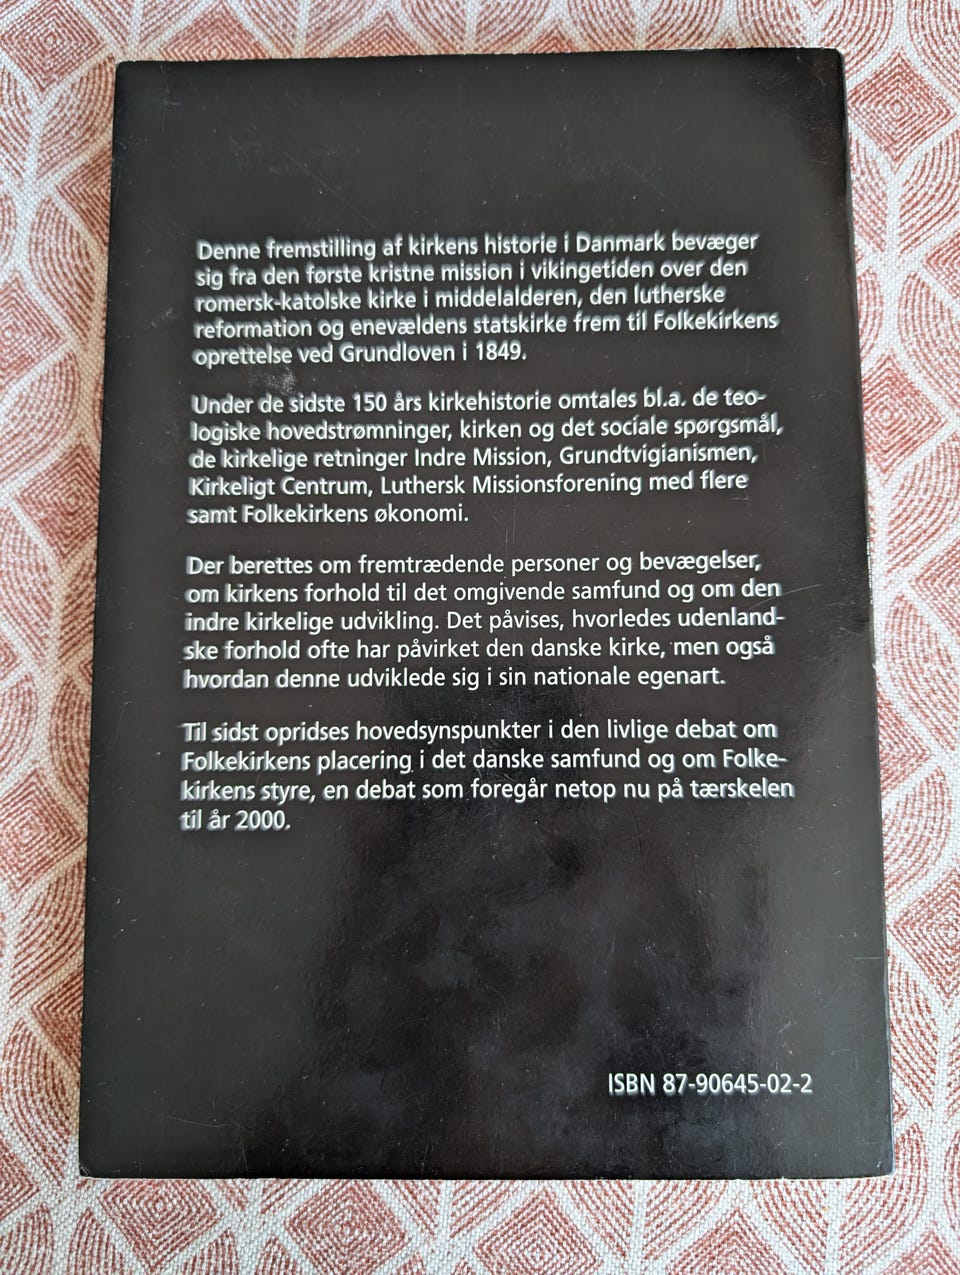 Denne fremstilling af kirkens historie i Danmark bevæger
sig fra den første kristne mission i vikingetiden over den
romersk-katolske kirke i middelalderen, den lutherske
reformation og enevældens statskirke frem til Folkekirkens
oprettelse ved Grundloven i 1849.
Under de sidste 150 års kirkehistorie omtales bl.a. de teo-
logiske hovedstrømninger, kirken og det sociale spørgsmål,
de kirkelige retninger Indre Mission, Grundtvigianismen,
Kirkeligt Centrum, Luthersk Missionsforening med flere
samt Folkekirkens økonomi.
Der berettes om fremtrædende personer og bevægelser,
om kirkens forhold til det omgivende samfund og om den
indre kirkelige udvikling. Det påvises, hvorledes udenland-
ske forhold ofte har påvirket den danske kirke, men også
hvordan denne udviklede sig i sin nationale egenart.
Til sidst opridses hovedsynspunkter i den livlige debat om
Folkekirkens placering i det danske samfund og om Folke-
kirkens styre, en debat som foregår netop nu på tærskelen
til år 2000.
ISBN 87-90645-02-2